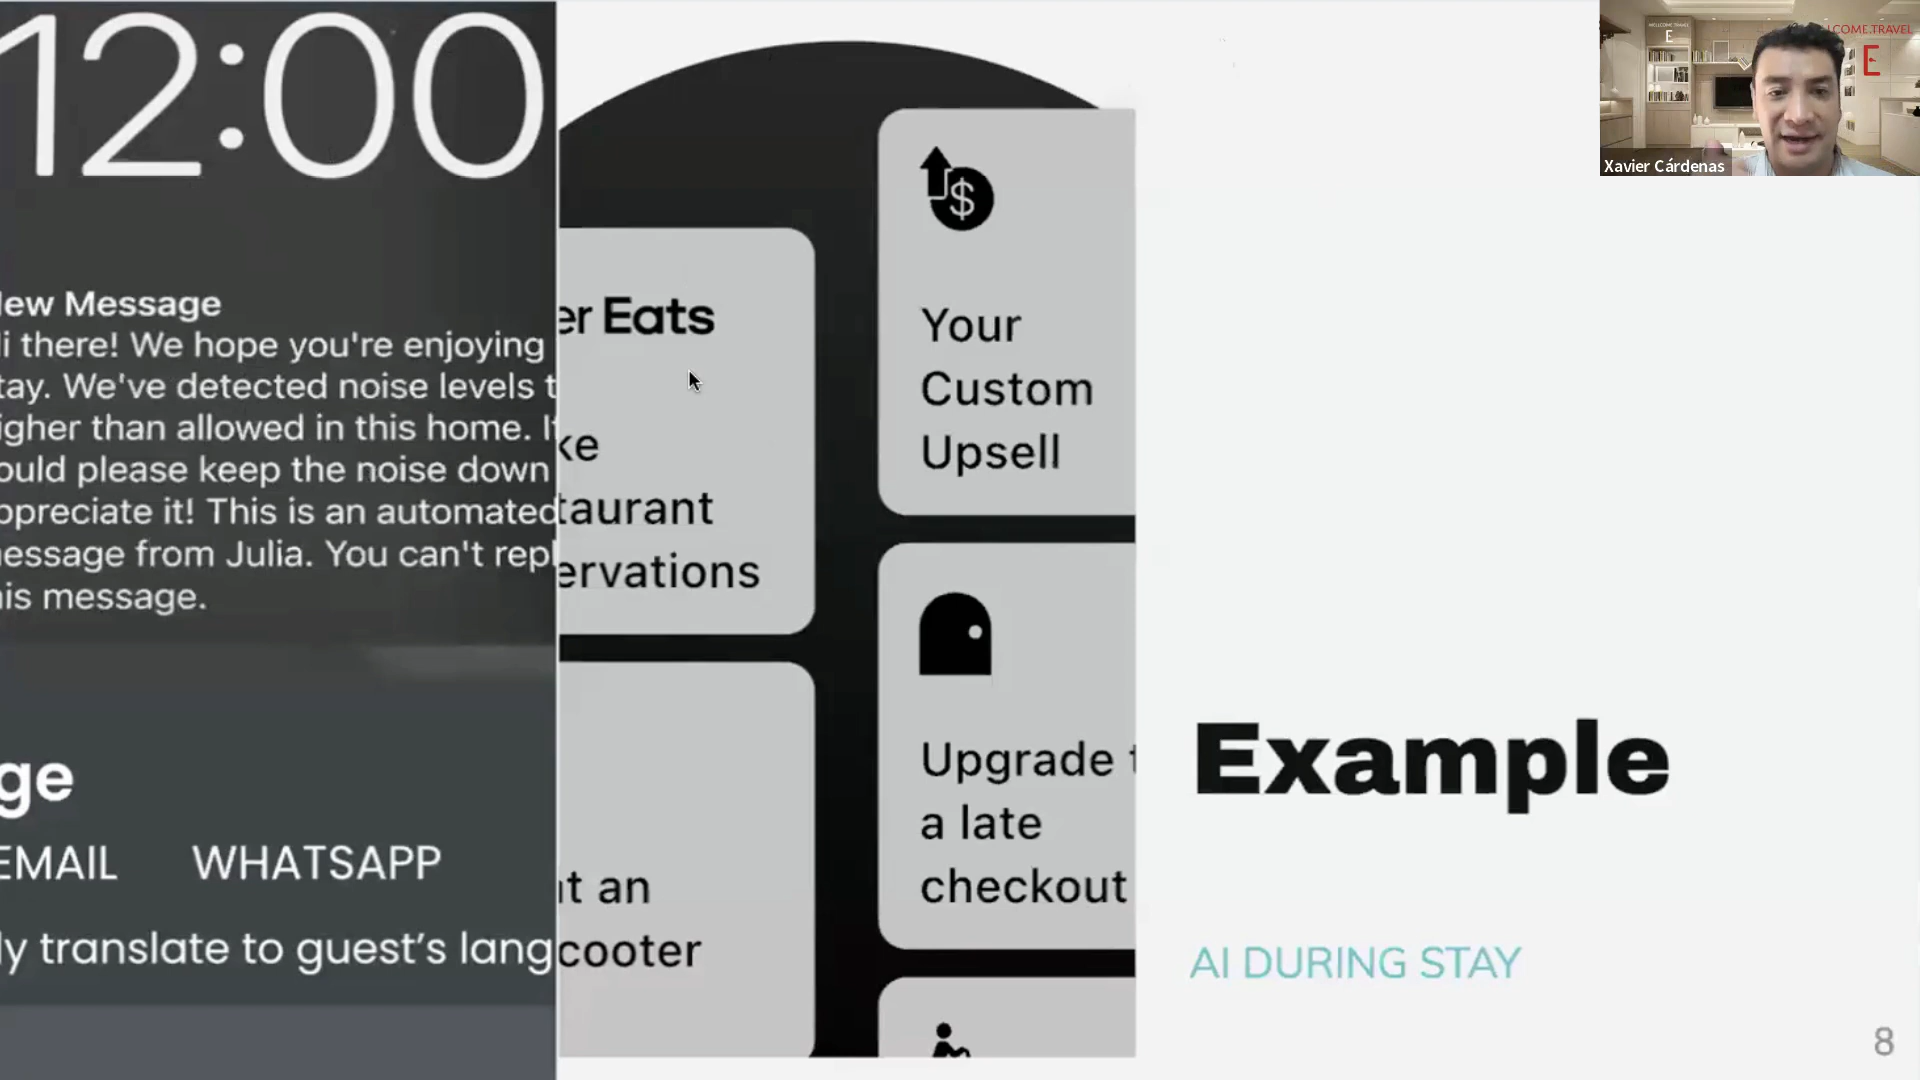 12:00
ew Message
i there! We hope you're enjoying
tay. We've detected noise levels t
igher than allowed in this home. I
ould please keep the noise down
ppreciate it! This is an automated
essage from Julia. You can't repl
is message.
ge
EMAIL WHATSAPP
ly translate to guest's lang
er Eats
ke
taurant
ervations
t an
cooter
$
Your
Custom
Upsell
Upgrade t
a late
checkout
Example
AI DURING STAY
8
WELLCOME.TRAVEL
E
LCOME.TRAVEL
E
Xavier Cárdenas